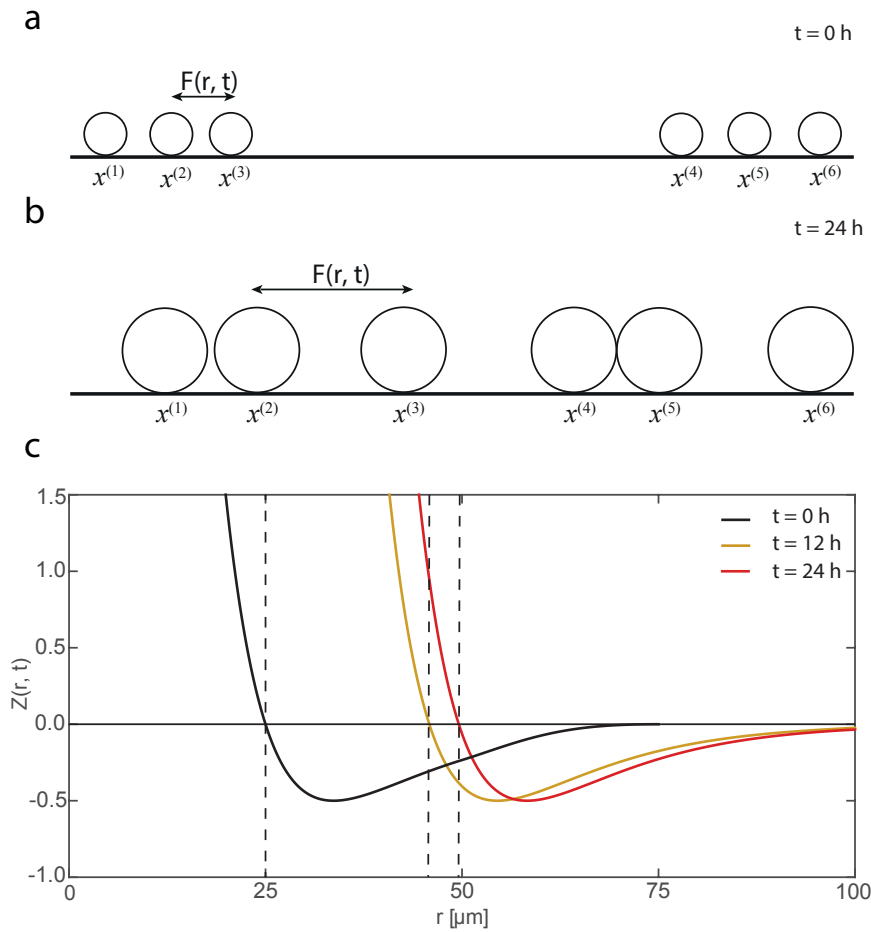 a
t = 0 h
F(r, t)
x(1) x(2) x(3) x(4) x(5) x(6)
b
t = 24 h
F(r, t)
x(1) x(2) x(3) x(4) x(5) x(6)
c
1.5
1.0
0.5
0.0
-0.5
-1.0
Z(r, t)
t = 0 h
t = 12 h
t = 24 h
0 25 50 75 100
r [μm]